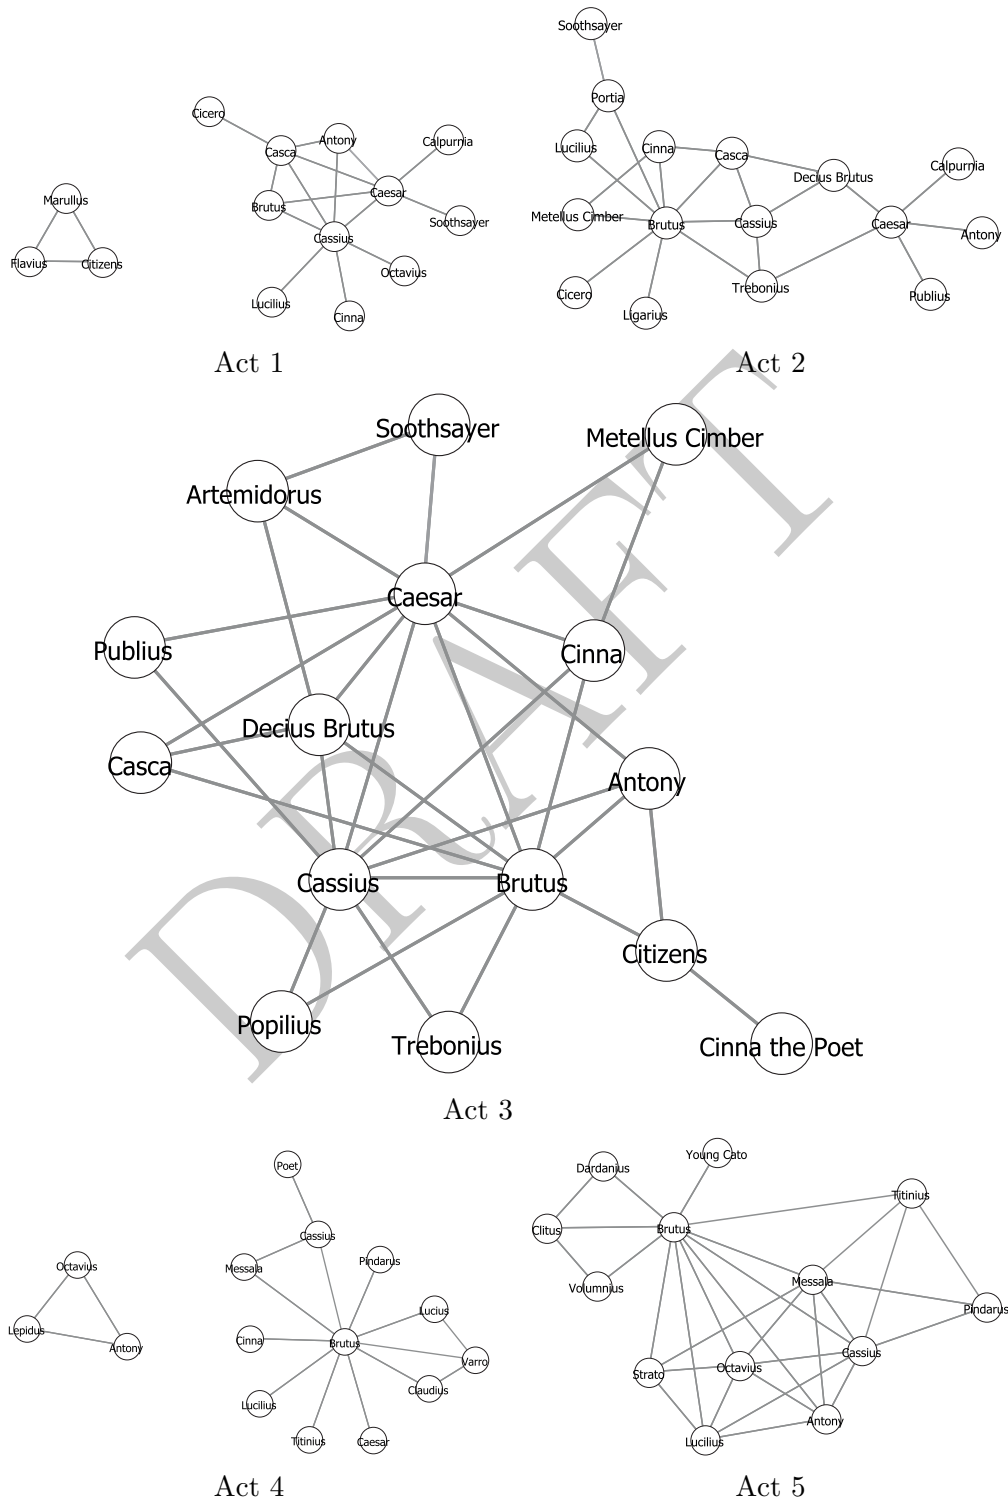 Cicero
Antony
Casca
Calpurnia
Marullus
Caesar
Brutus
Soothsayer
Cassius
Flavius
Citizens
Octavius
Lucilius
Cinna
Act 1
Soothsayer
Portia
Lucilius
Cinna
Casca
Calpurnia
Decius Brutus
Metellus Cimber
Brutus
Cassius
Caesar
Antony
Cicero
Trebonius
Publius
Ligarius
Act 2
Soothsayer
Metellus Cimber
Artemidorus
Caesar
Publius
Cinna
Decius Brutus
Casca
Antony
Cassius
Brutus
Citizens
Popilius
Trebonius
Cinna the Poet
DRAFT
Act 3
Poet
Cassius
Octavius
Messala
Pindarus
Lucius
Lepidus
Cinna
Brutus
Antony
Varro
Claudius
Lucilius
Titinius
Caesar
Act 4
Young Cato
Dardanius
Titinius
Clitus
Brutus
Messala
Volumnius
Pindarus
Cassius
Strato
Octavius
Antony
Lucilius
Act 5